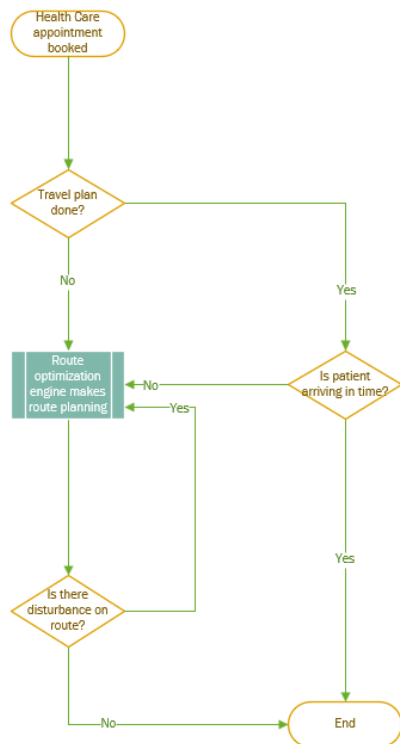 Health Care
appointment
booked
Travel plan
done?
No
Yes
Route
optimization
engine makes
route planning
No
Is patient
arriving in time?
Yes
Yes
Is there
disturbance on
route?
No
End